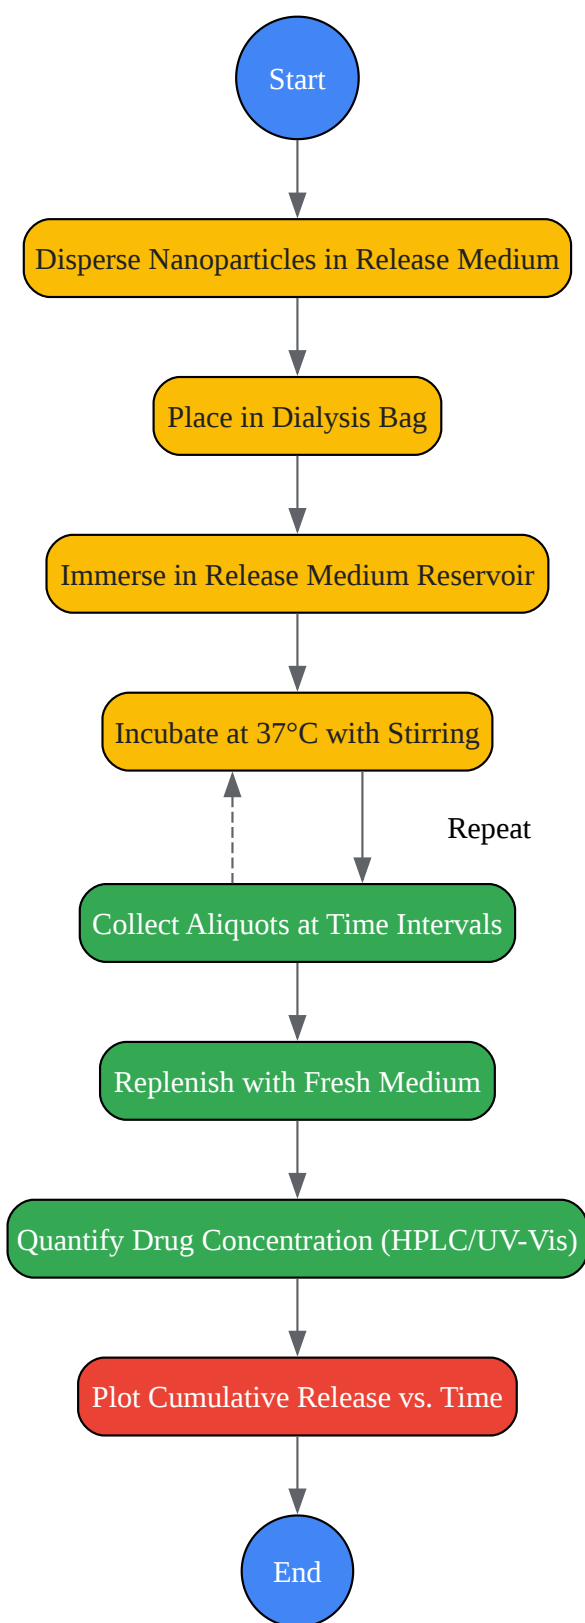 Start
Disperse Nanoparticles in Release Medium
Place in Dialysis Bag
Immerse in Release Medium Reservoir
Incubate at 37°C with Stirring
Repeat
Collect Aliquots at Time Intervals
Replenish with Fresh Medium
Quantify Drug Concentration (HPLC/UV-Vis)
Plot Cumulative Release vs. Time
End